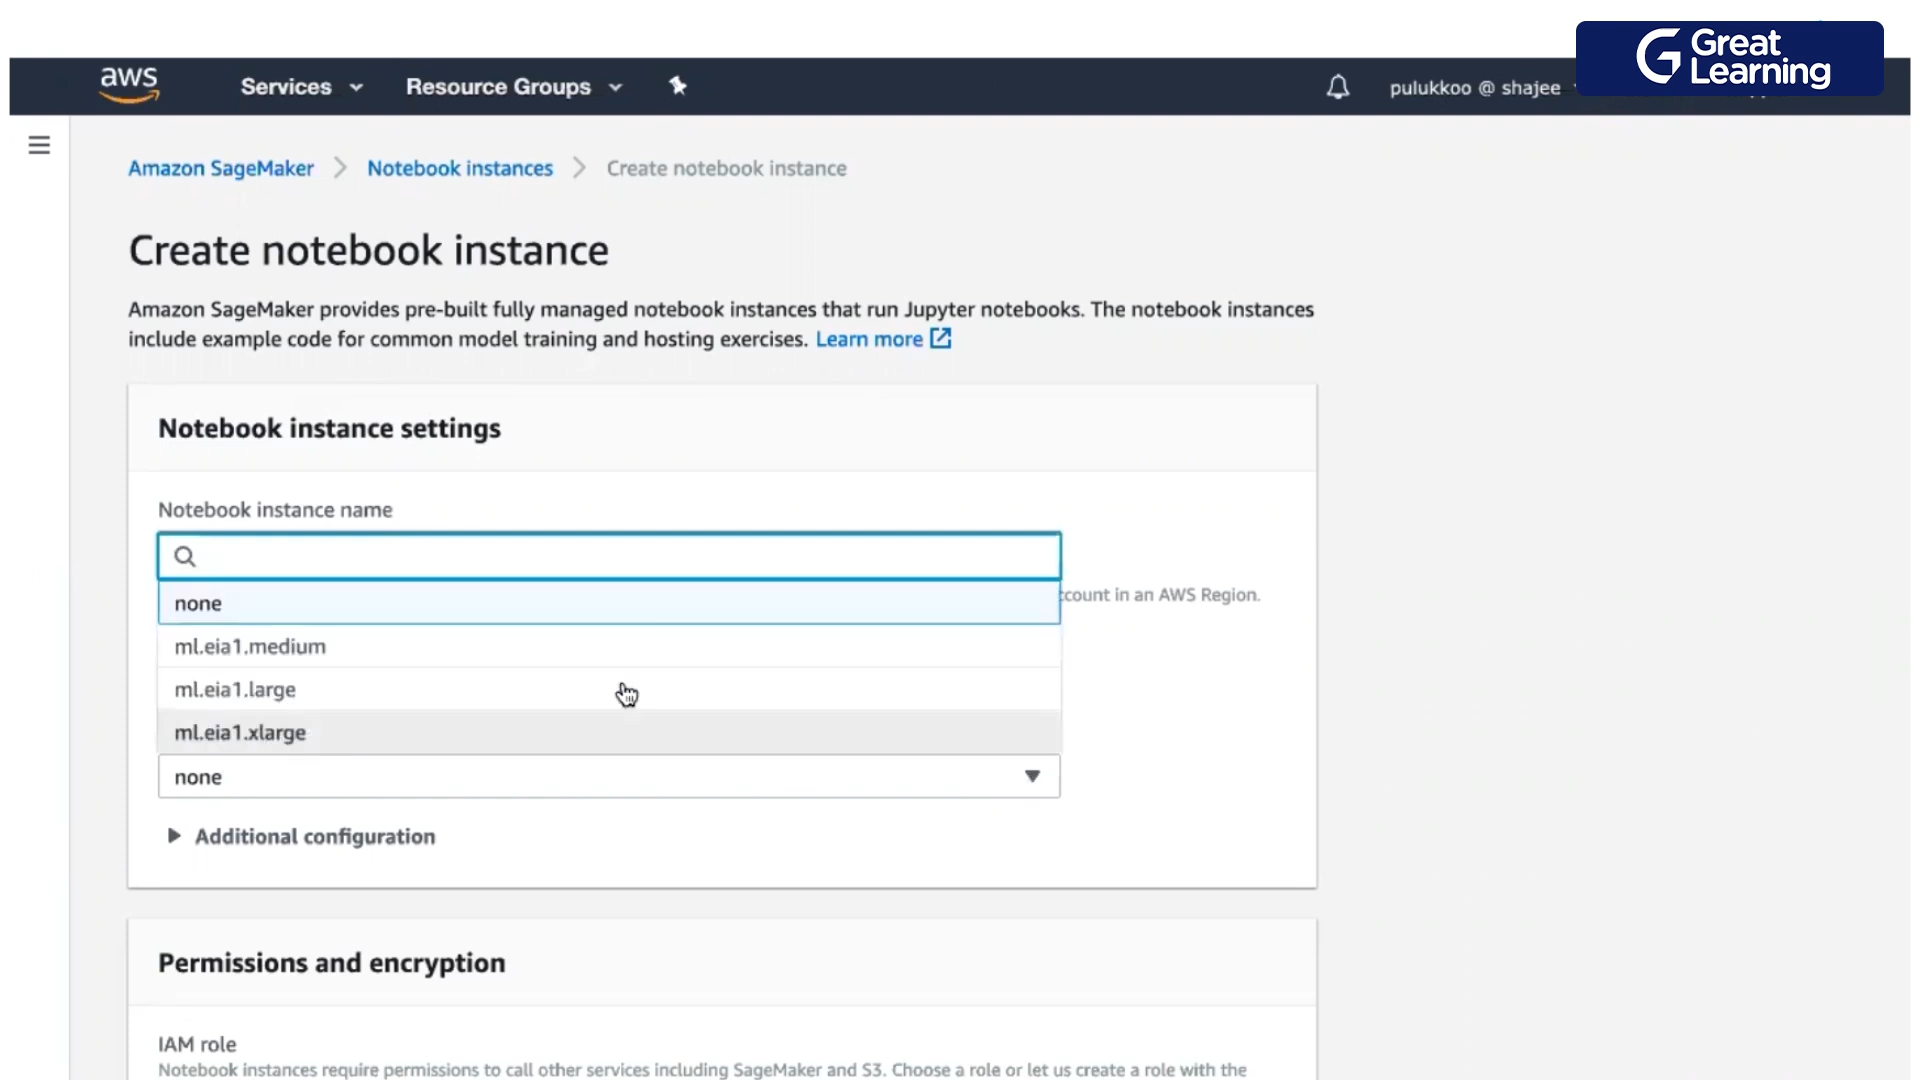 Great
Learning
aws
Services
Resource Groups
pulukkoo @ shajee
Amazon SageMaker
Notebook instances
Create notebook instance
Create notebook instance
Amazon SageMaker provides pre-built fully managed notebook instances that run Jupyter notebooks. The notebook instances
include example code for common model training and hosting exercises. Learn more
Notebook instance settings
Notebook instance name
none
count in an AWS Region.
ml.eia1.medium
ml.eia1.large
ml.eia1.xlarge
none
Additional configuration
Permissions and encryption
IAM role
Notebook instances require permissions to call other services including SageMaker and S3. Choose a role or let us create a role with the